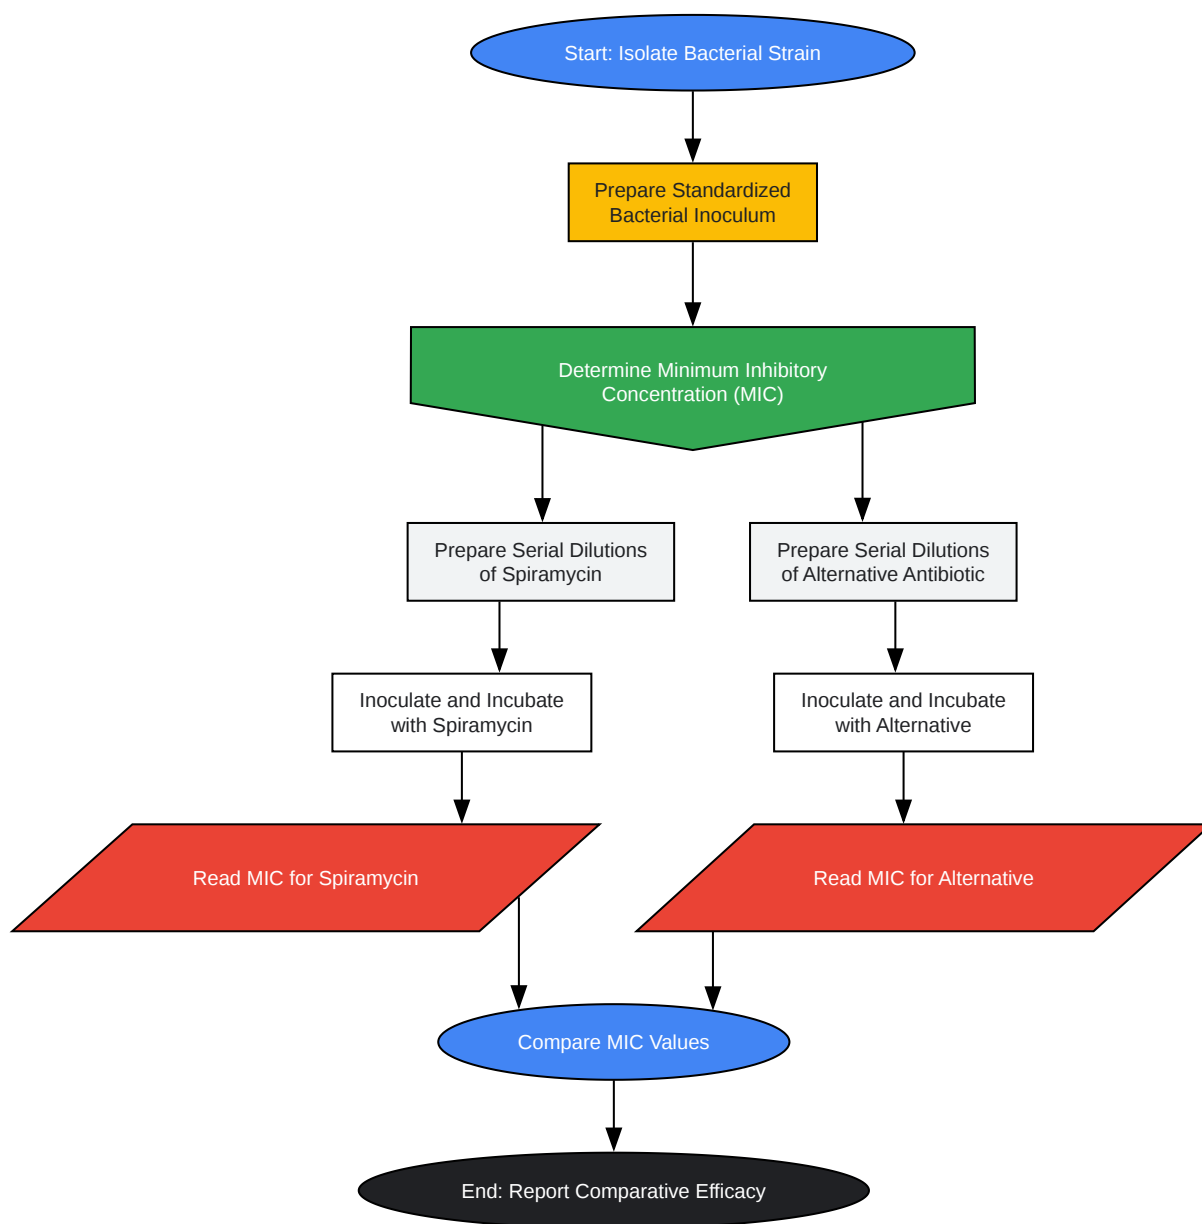 Start: Isolate Bacterial Strain
Prepare Standardized
Bacterial Inoculum
Determine Minimum Inhibitory
Concentration (MIC)
Prepare Serial Dilutions
of Spiramycin
Prepare Serial Dilutions
of Alternative Antibiotic
Inoculate and Incubate
with Spiramycin
Inoculate and Incubate
with Alternative
Read MIC for Spiramycin
Read MIC for Alternative
Compare MIC Values
End: Report Comparative Efficacy